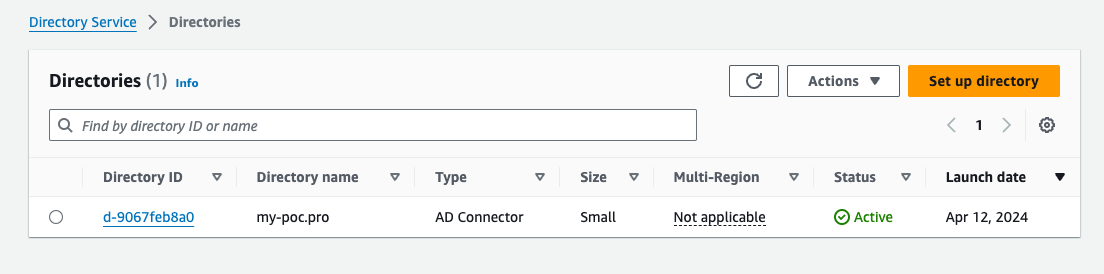 Directory Service > Directories
Directories (1) Info
Actions
Set up directory
Find by directory ID or name
1
Directory ID Directory name Type Size Multi-Region Status Launch date
d-9067feb8a0 my-poc.pro AD Connector Small Not applicable Active Apr 12, 2024